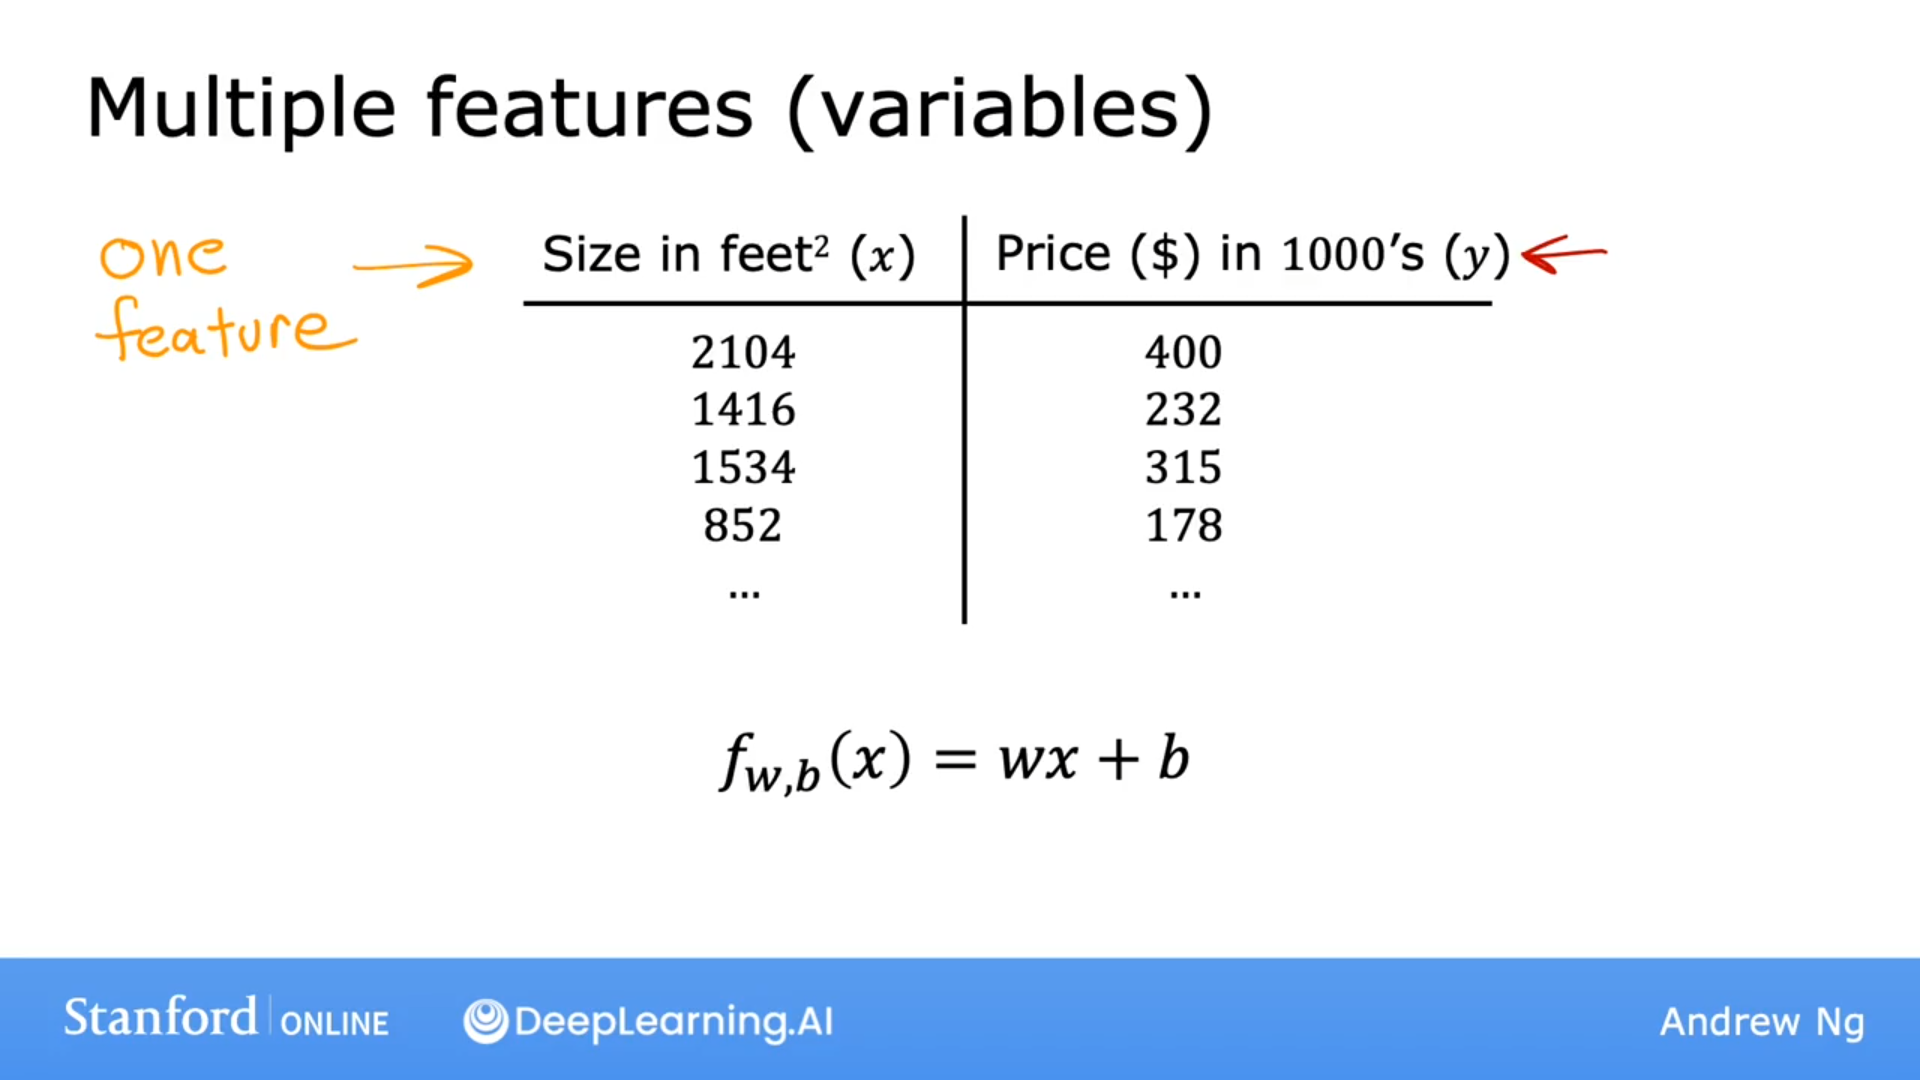 Multiple features (variables)
one
feature
Size in feet² (x) Price ($) in 1000's (y)
2104 400
1416 232
1534 315
852 178
... ...
f_{w,b}(x) = wx + b
Stanford ONLINE DeepLearning.AI Andrew Ng